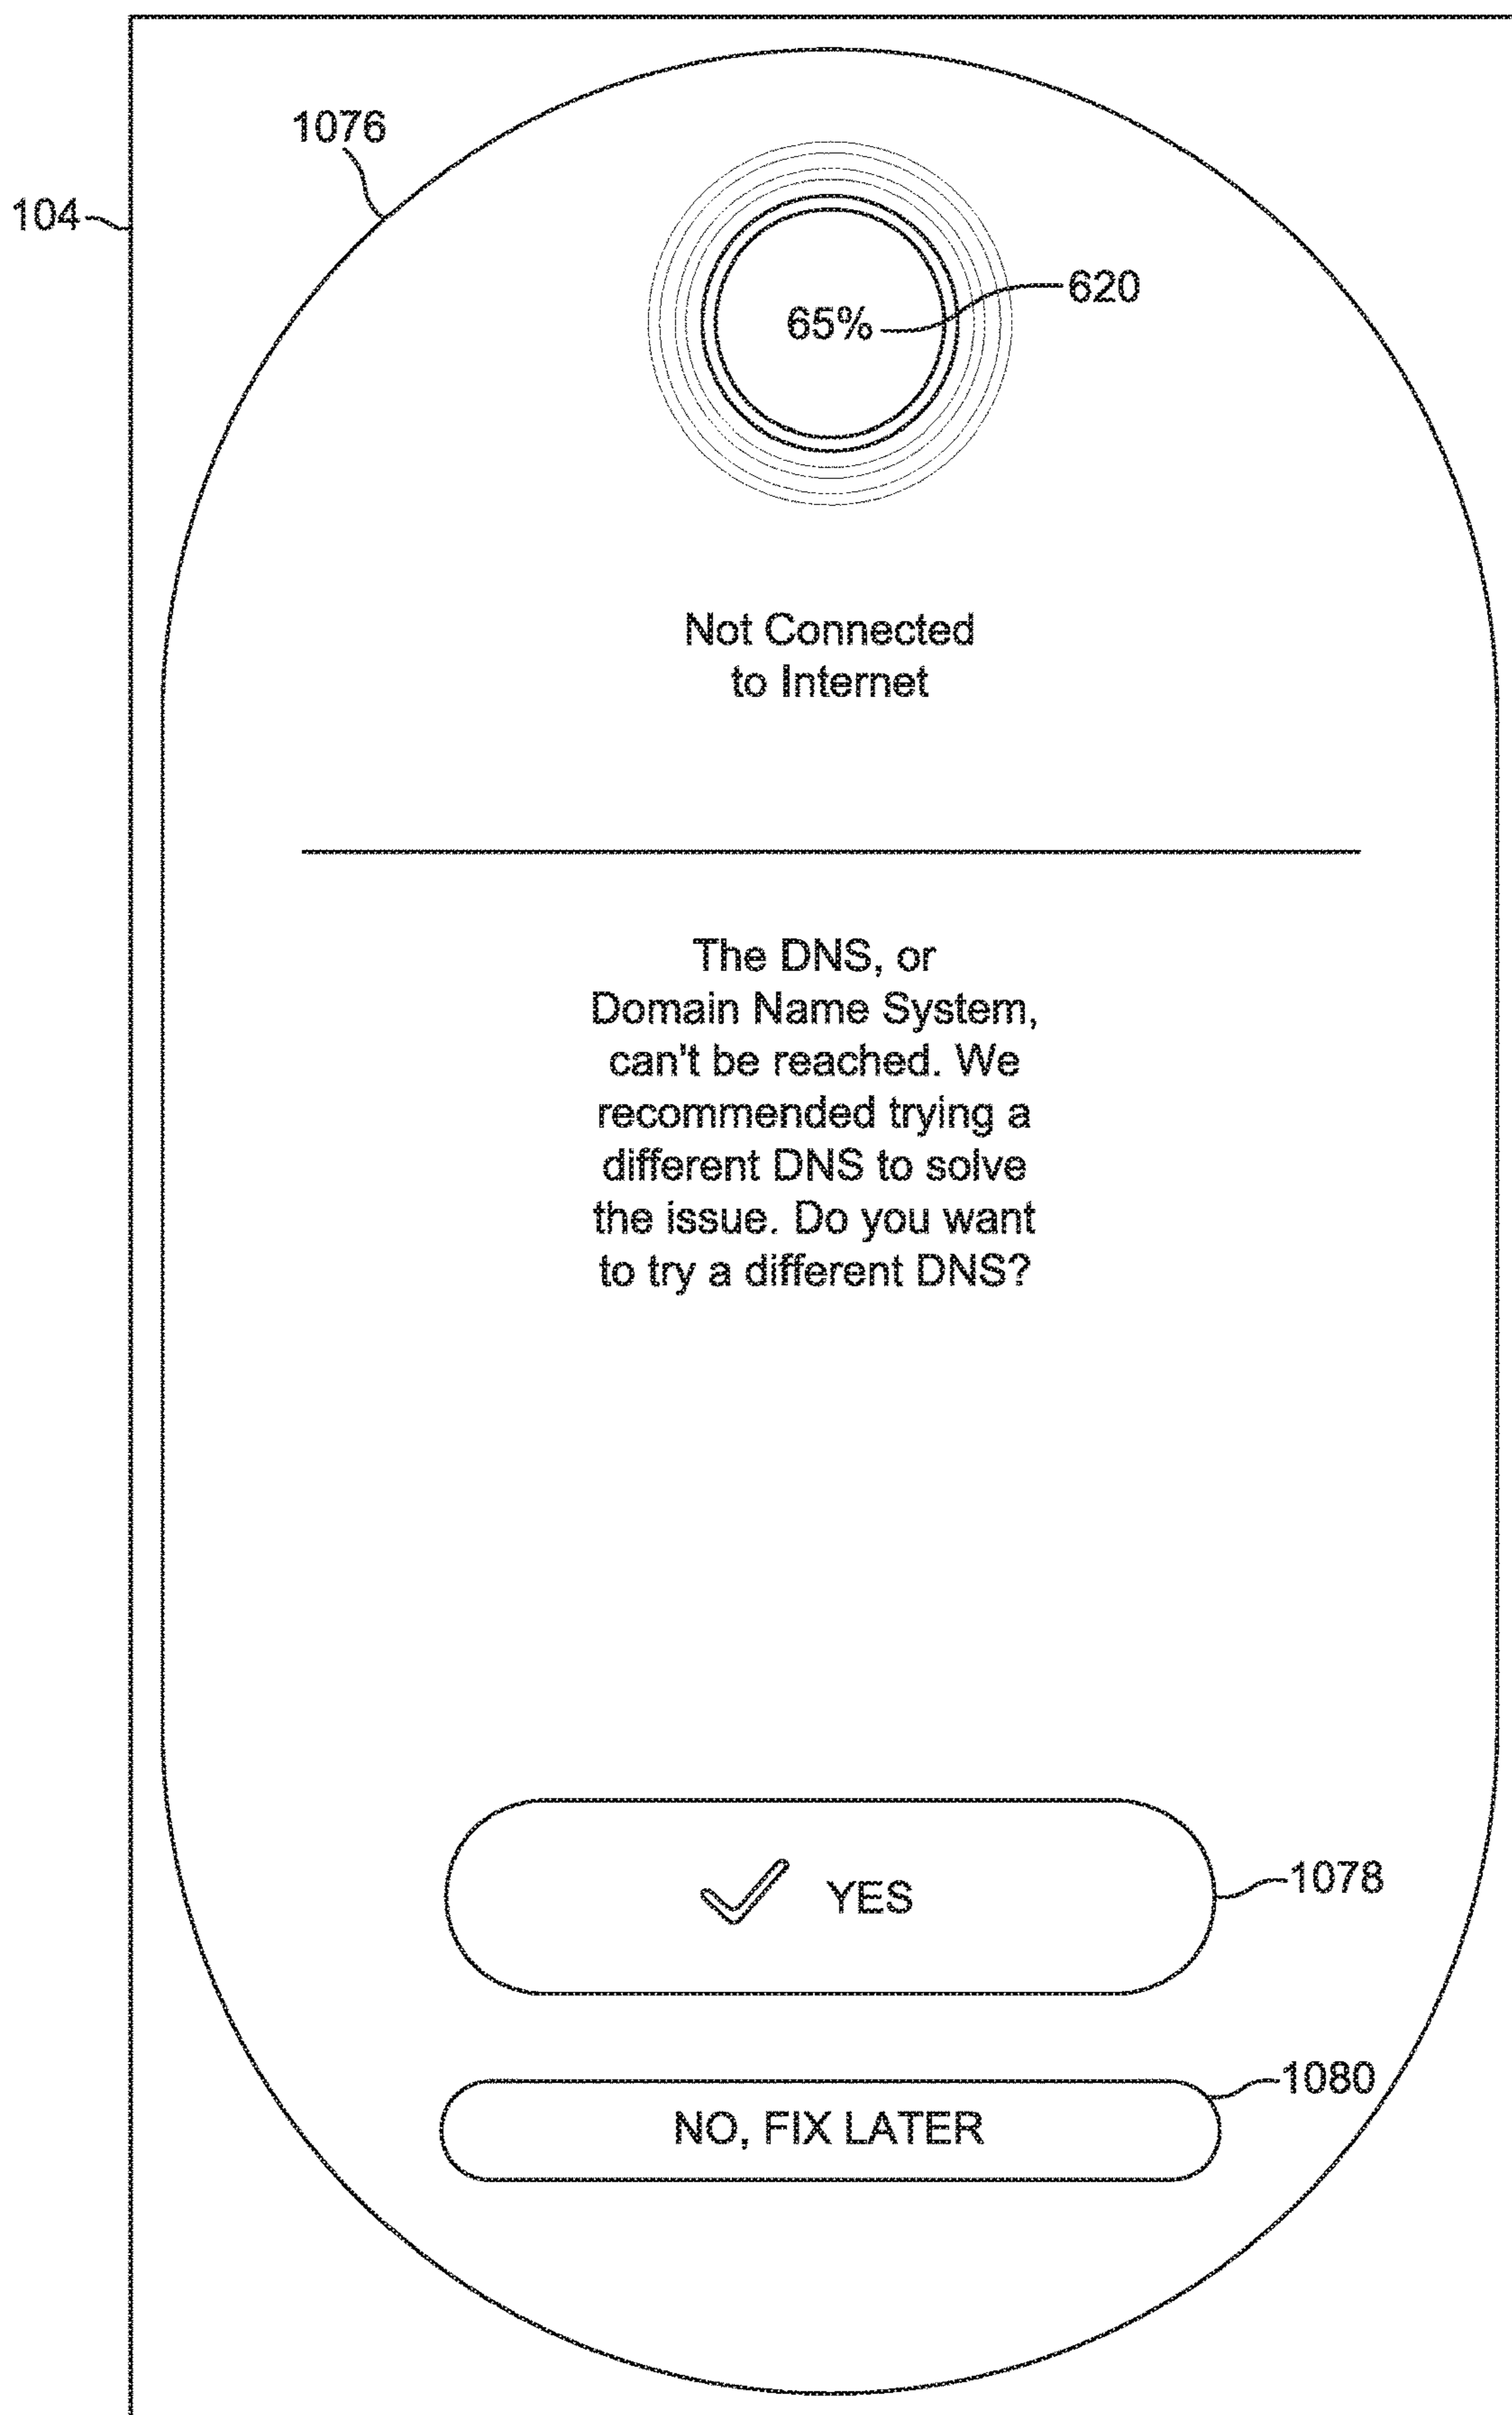 1076
104
620
65%
Not Connected
to Internet
The DNS, or
Domain Name System,
can't be reached. We
recommended trying a
different DNS to solve
the issue. Do you want
to try a different DNS?
YES
1078
1080
NO, FIX LATER